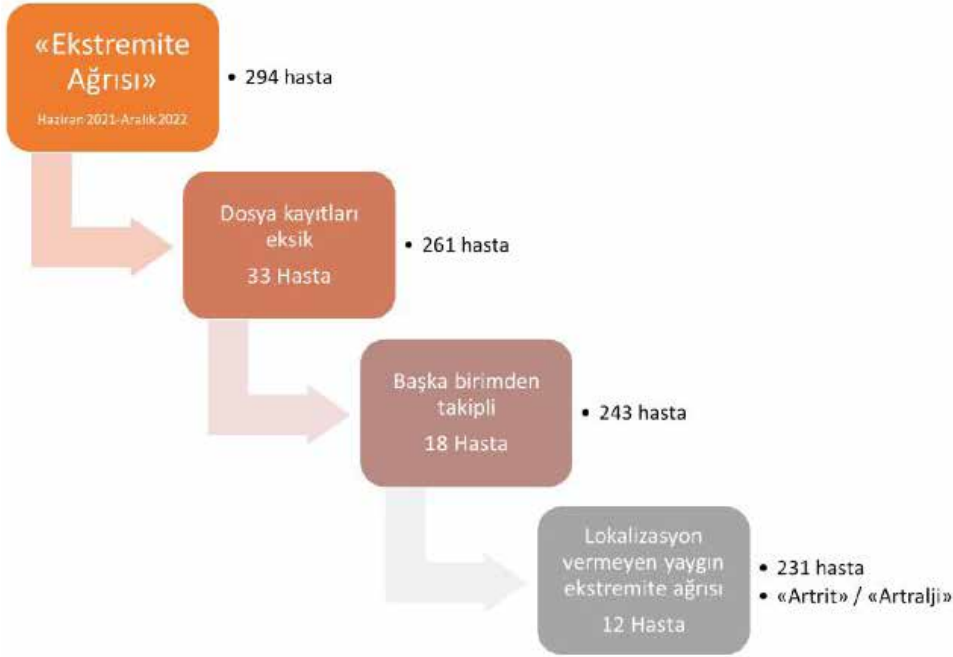 «Ekstremite
Ağrısı»
Haziran 2021-Aralık 2022
• 294 hasta
Dosya kayıtları
eksik
33 Hasta
• 261 hasta
Başka birimden
takipli
18 Hasta
• 243 hasta
Lokalizasyon
vermeyen yaygın
ekstremite ağrısı
12 Hasta
• 231 hasta
• «Artrit» / «Artralji»